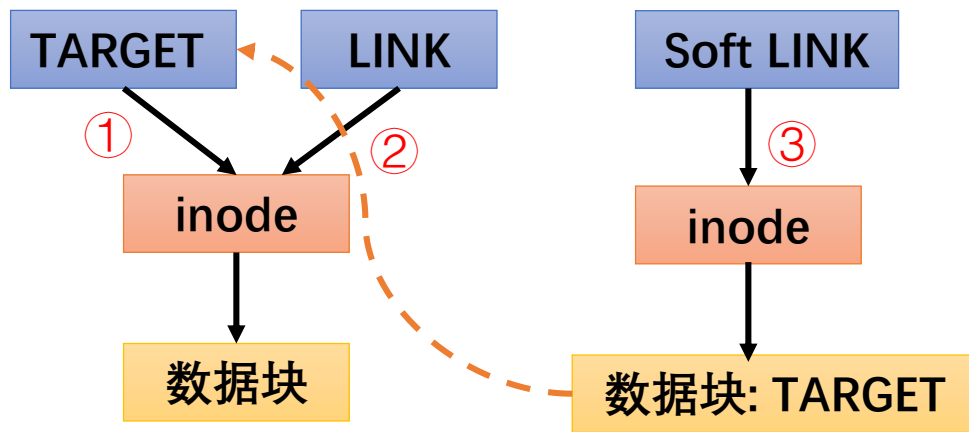 TARGET
LINK
Soft LINK
①
②
③
inode
inode
数据块
数据块: TARGET